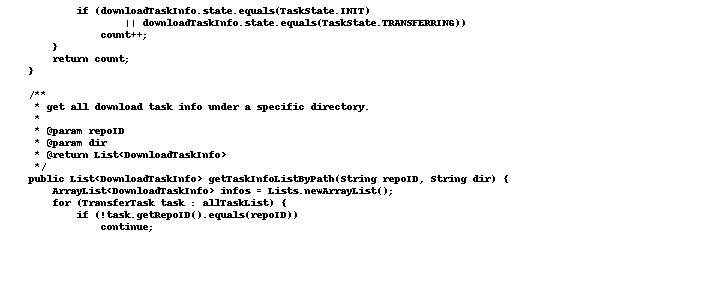 if (downloadTaskInfo.state.equals(TaskState.INIT)
                || downloadTaskInfo.state.equals(TaskState.TRANSFERRING))
            count++;
    }
    return count;
}
/**
 * get all download task info under a specific directory.
 *
 * @param repoID
 * @param dir
 * @return List<DownloadTaskInfo>
 */
public List<DownloadTaskInfo> getTaskInfoListByPath(String repoID, String dir) {
    ArrayList<DownloadTaskInfo> infos = Lists.newArrayList();
    for (TransferTask task : allTaskList) {
        if (!task.getRepoID().equals(repoID))
            continue;